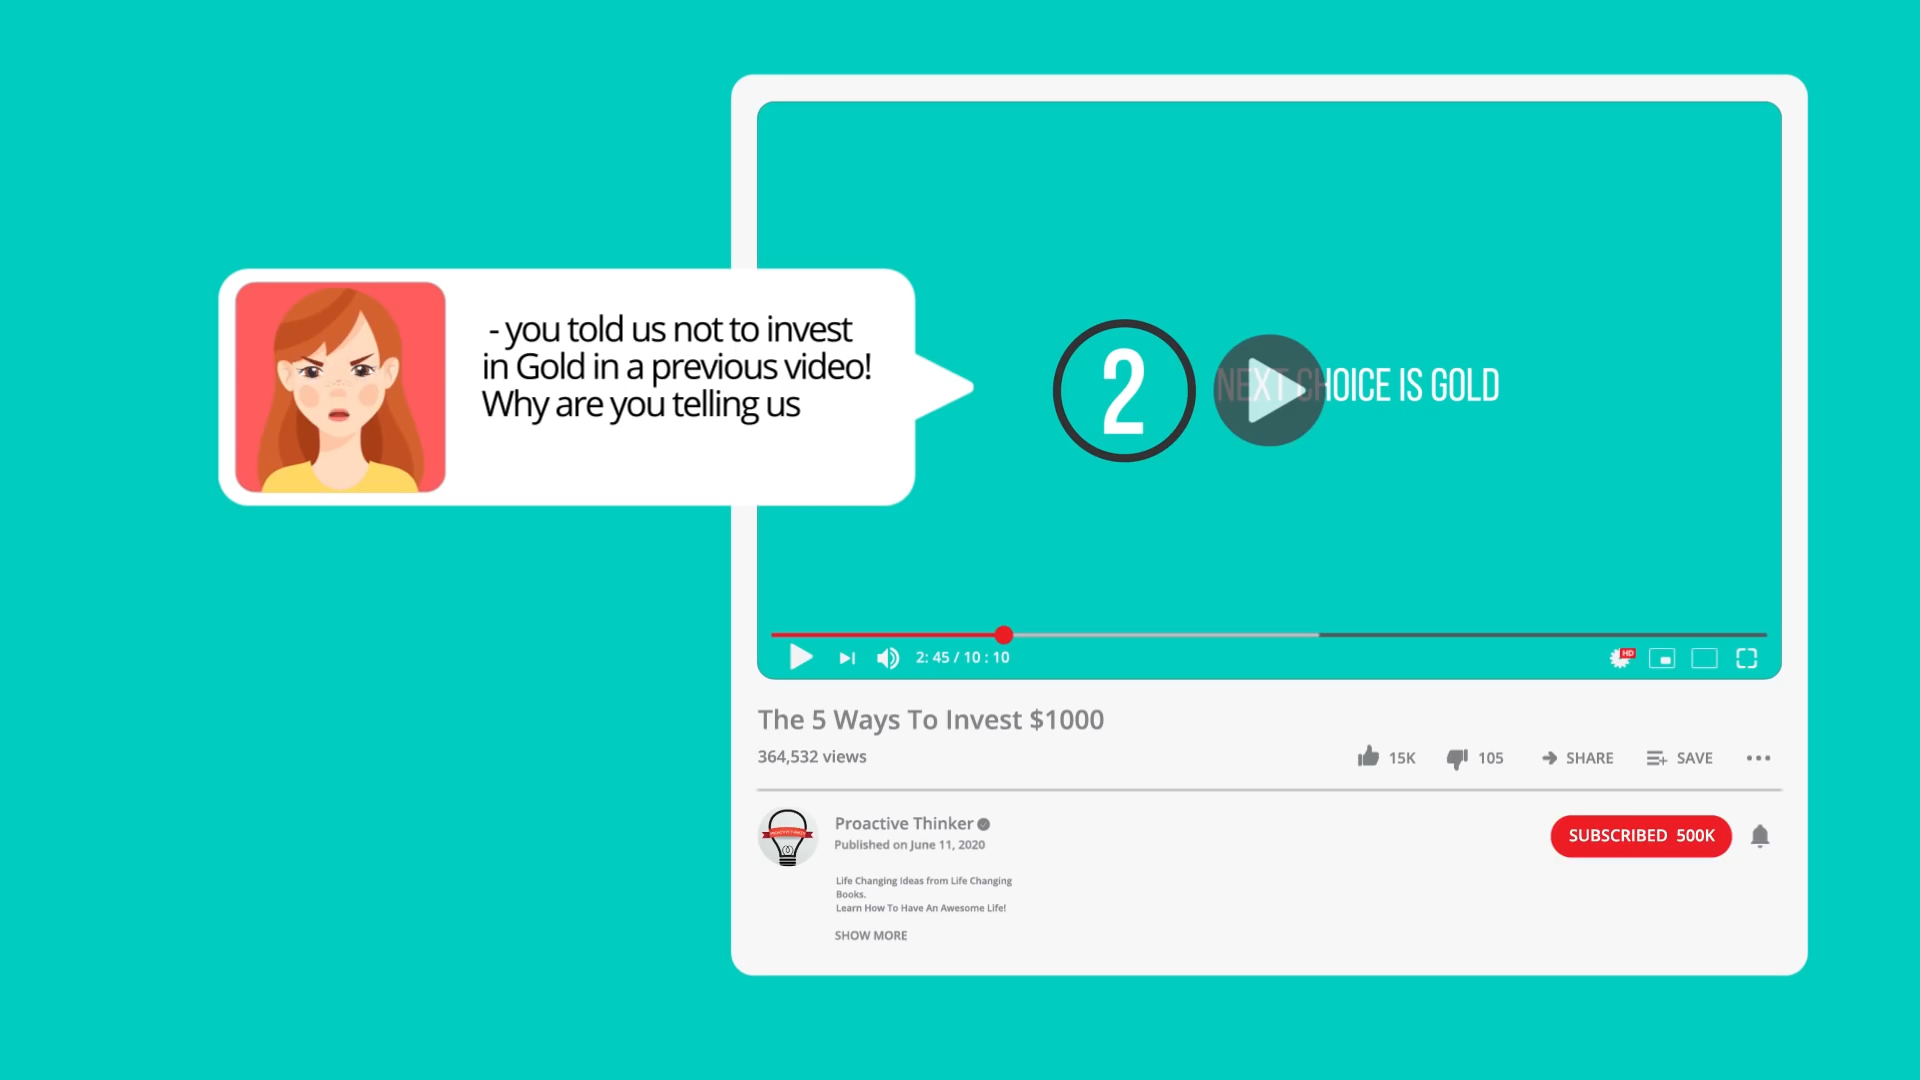 - you told us not to invest
in Gold in a previous video!
Why are you telling us
2
NEXT CHOICE IS GOLD
2: 45 / 10 : 10
HD
The 5 Ways To Invest $1000
364,532 views
15K
105
SHARE
SAVE
Proactive Thinker
Published on June 11, 2020
SUBSCRIBED 500K
Life Changing Ideas from Life Changing
Books.
Learn How To Have An Awesome Life!
SHOW MORE